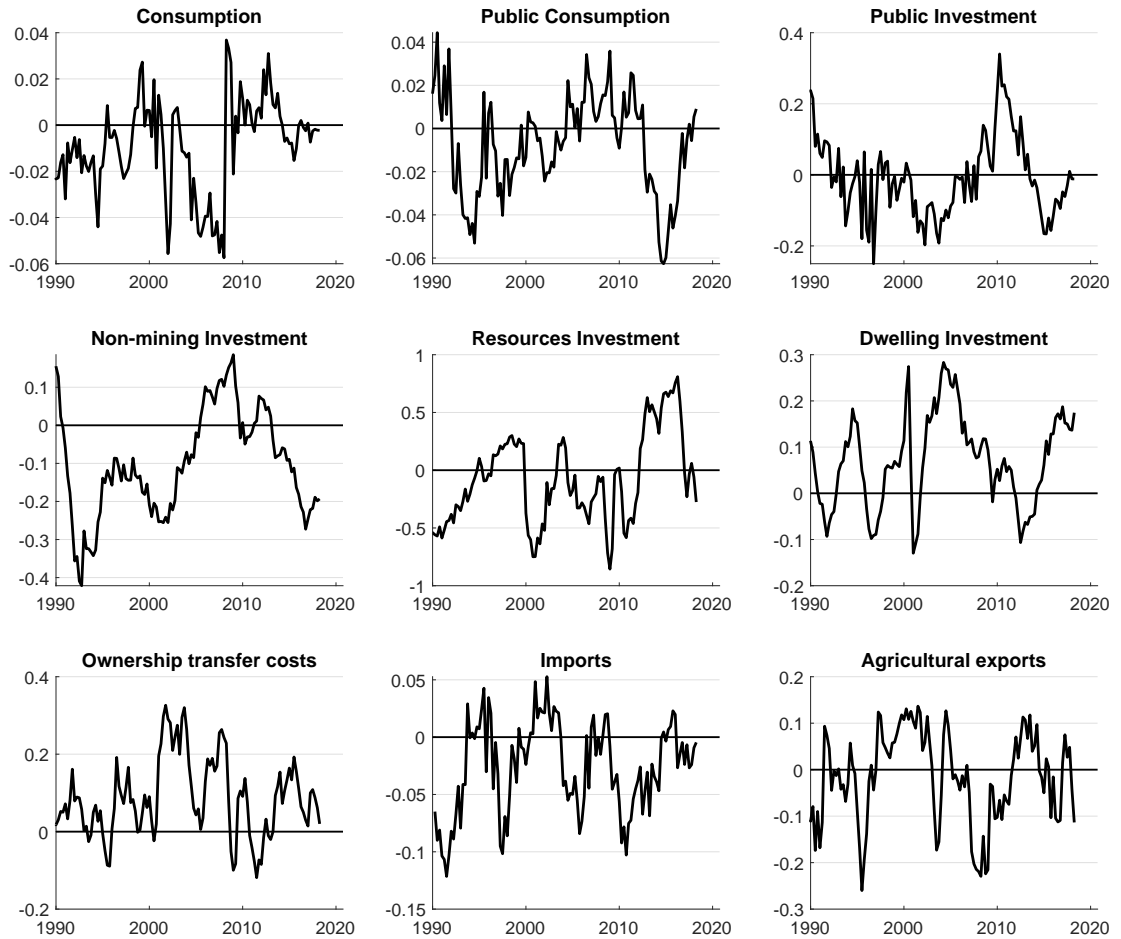 Consumption
0.04
0.02
0
-0.02
-0.04
-0.06
1990 2000 2010 2020
Public Consumption
0.04
0.02
0
-0.02
-0.04
-0.06
1990 2000 2010 2020
Public Investment
0.4
0.2
0
-0.2
1990 2000 2010 2020
Non-mining Investment
0.1
0
-0.1
-0.2
-0.3
-0.4
1990 2000 2010 2020
Resources Investment
1
0.5
0
-0.5
-1
1990 2000 2010 2020
Dwelling Investment
0.3
0.2
0.1
0
-0.1
-0.2
1990 2000 2010 2020
Ownership transfer costs
0.4
0.2
0
-0.2
1990 2000 2010 2020
Imports
0.05
0
-0.05
-0.1
-0.15
1990 2000 2010 2020
Agricultural exports
0.2
0.1
0
-0.1
-0.2
-0.3
1990 2000 2010 2020